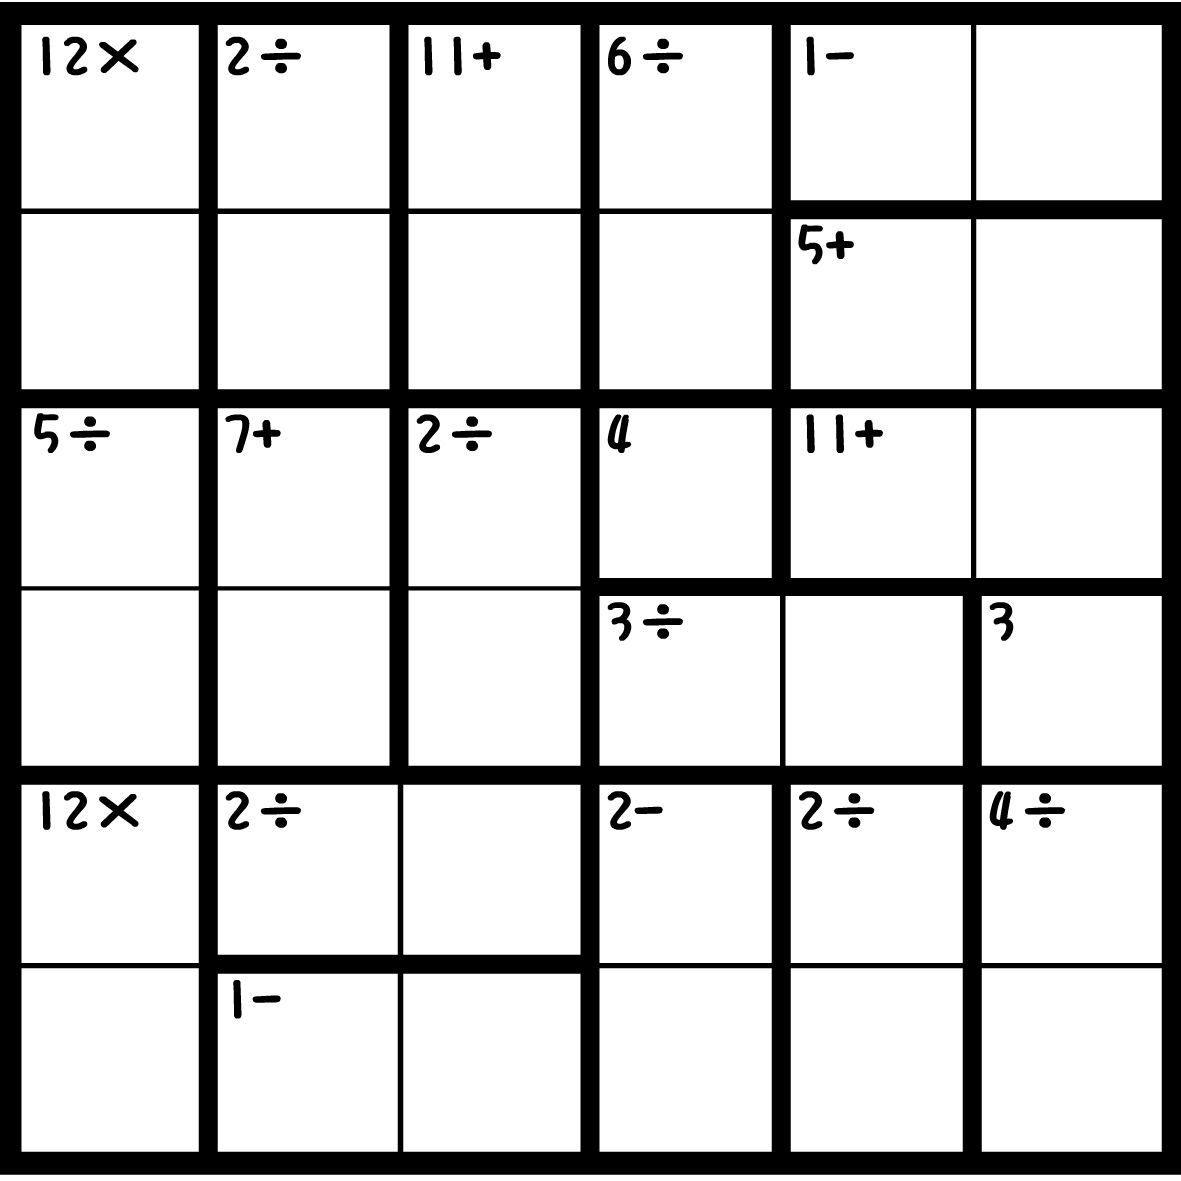 12× 2÷ 11+ 6÷ 1-
5+
5÷ 7+ 2÷ 4 11+
3÷ 3
12× 2÷ 2- 2÷ 4÷
1-